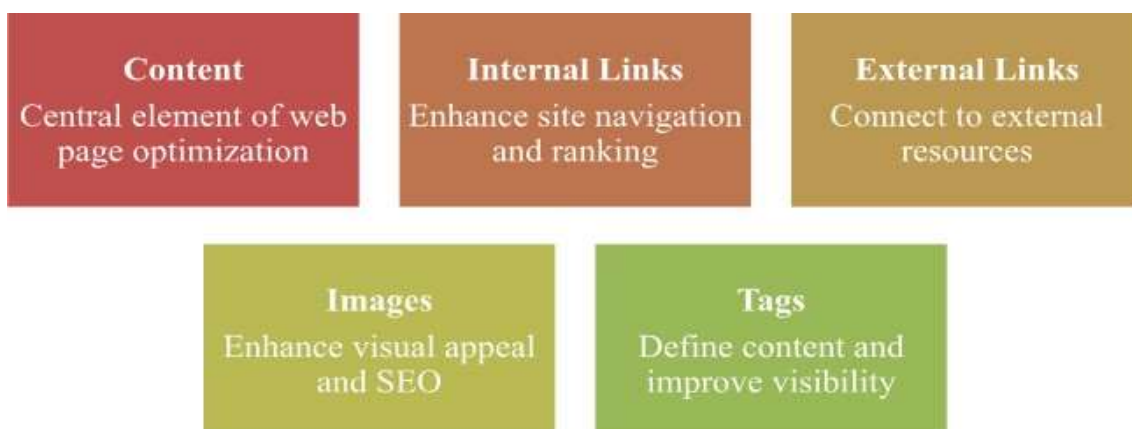 Content
Central element of web
page optimization
Internal Links
Enhance site navigation
and ranking
External Links
Connect to external
resources
Images
Enhance visual appeal
and SEO
Tags
Define content and
improve visibility